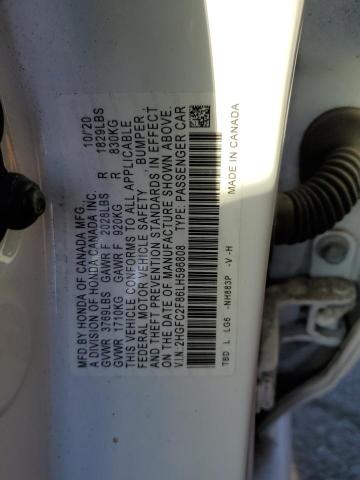 MFD. BY HONDA OF CANADA MFG., 10/20
A DIVISION OF HONDA CANADA INC.
GVWR 3769LBS GAWR F 2028LBS R 1829LBS
GVWR 1710KG GAWR F 920KG R 830KG
THIS VEHICLE CONFORMS TO ALL APPLICABLE
FEDERAL MOTOR VEHICLE SAFETY, BUMPER,
AND THEFT PREVENTION STANDARDS IN EFFECT
ON THE DATE OF MANUFACTURE SHOWN ABOVE.
V.I.N. 2HGFC2F86LH596808 TYPE: PASSENGER CAR
TBD L LG6 -NH883P -V -H MADE IN CANADA